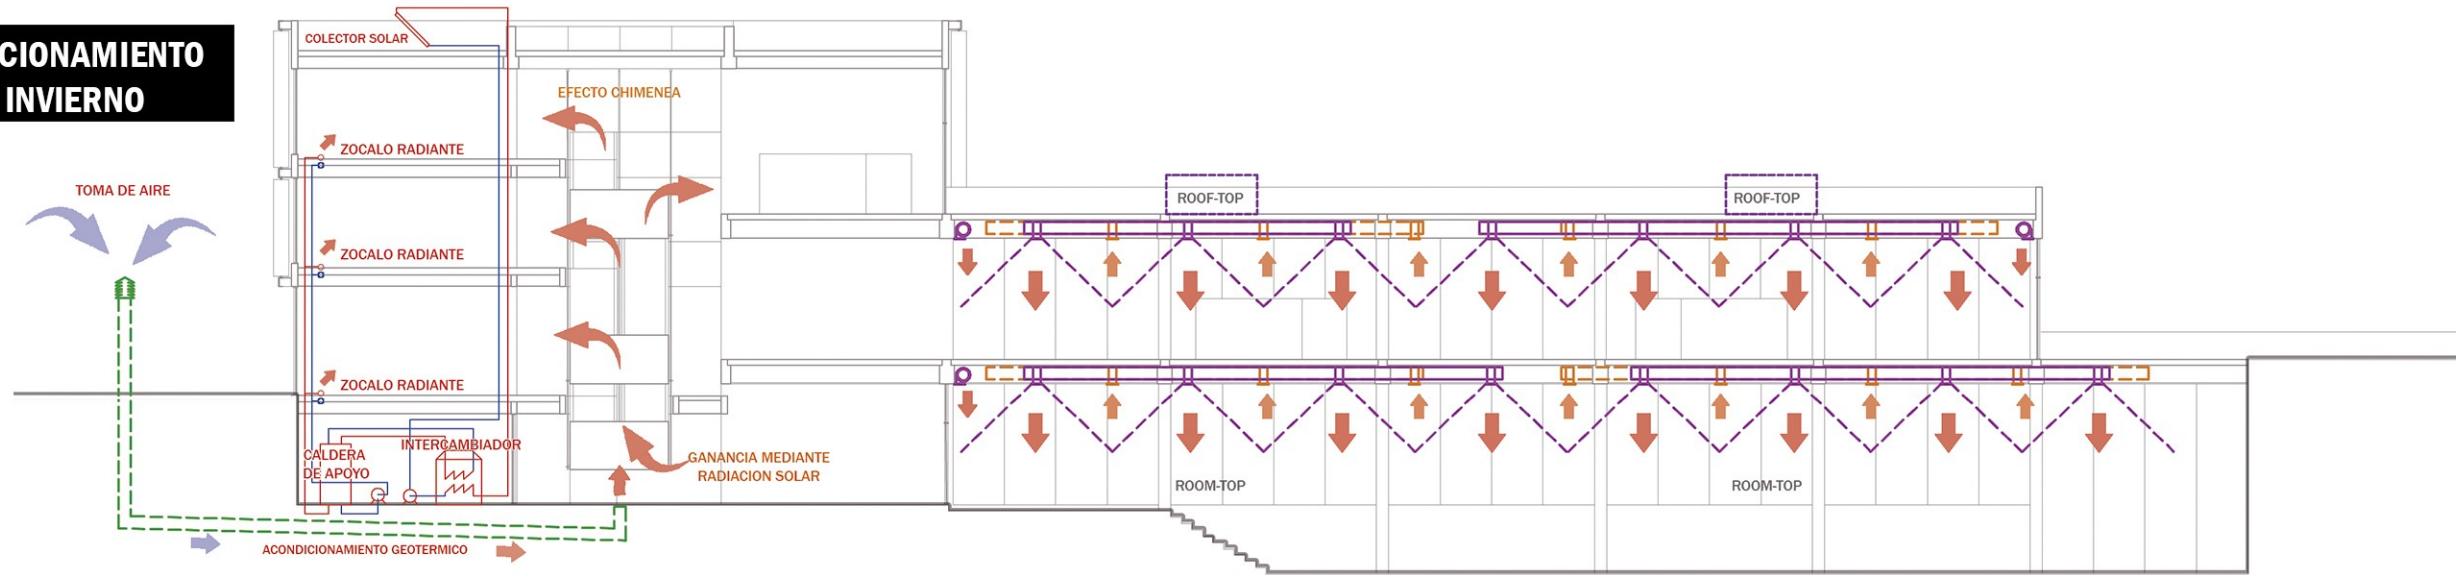 CIONAMIENTO
INVIERNO
COLECTOR SOLAR
EFECTO CHIMENEA
ZOCALO RADIANTE
TOMA DE AIRE
ROOF-TOP
ROOF-TOP
ZOCALO RADIANTE
ZOCALO RADIANTE
INTERCAMBIADOR
CALDERA
DE APOYO
GANANCIA MEDIANTE
RADIACION SOLAR
ROOM-TOP
ROOM-TOP
ACONDICIONAMIENTO GEOTERMICO